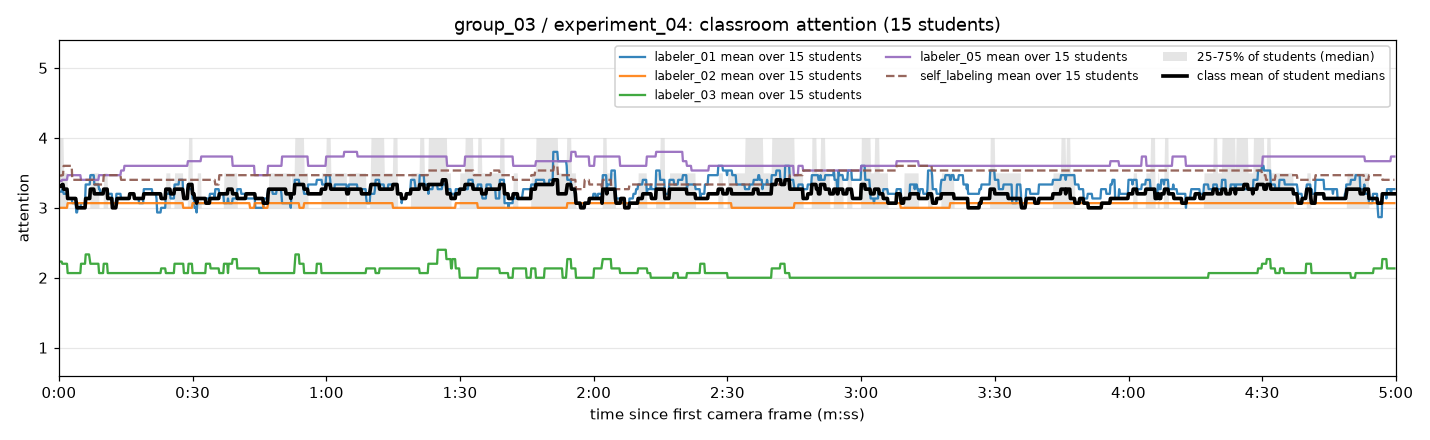 group_03 / experiment_04: classroom attention (15 students)
labeler_01 mean over 15 students
labeler_02 mean over 15 students
labeler_03 mean over 15 students
labeler_05 mean over 15 students
self_labeling mean over 15 students
25-75% of students (median)
class mean of student medians
attention
5
4
3
2
1
0:00 0:30 1:00 1:30 2:00 2:30 3:00 3:30 4:00 4:30 5:00
time since first camera frame (m:ss)